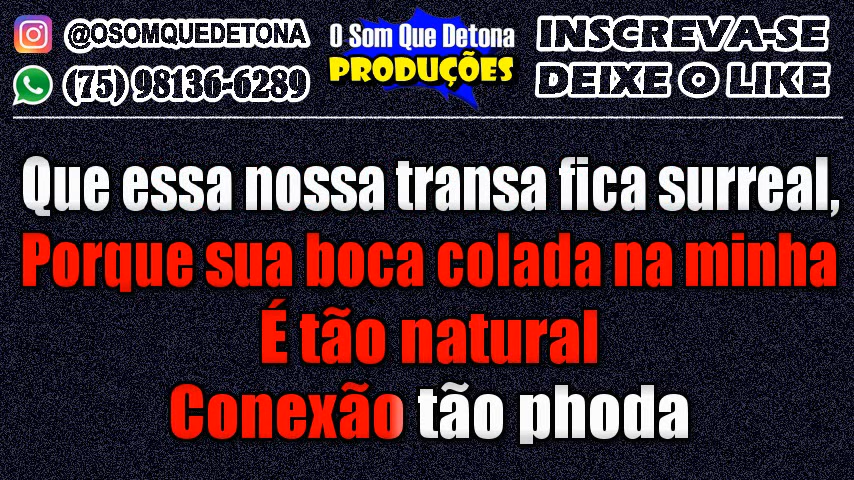 @OSOMQUEDETONA
(75) 98136-6289
O Som Que Detona
PRODUÇÕES
INSCREVA-SE
DEIXE O LIKE
Que essa nossa transa fica surreal,
Porque sua boca colada na minha
É tão natural
Conexão tão phoda